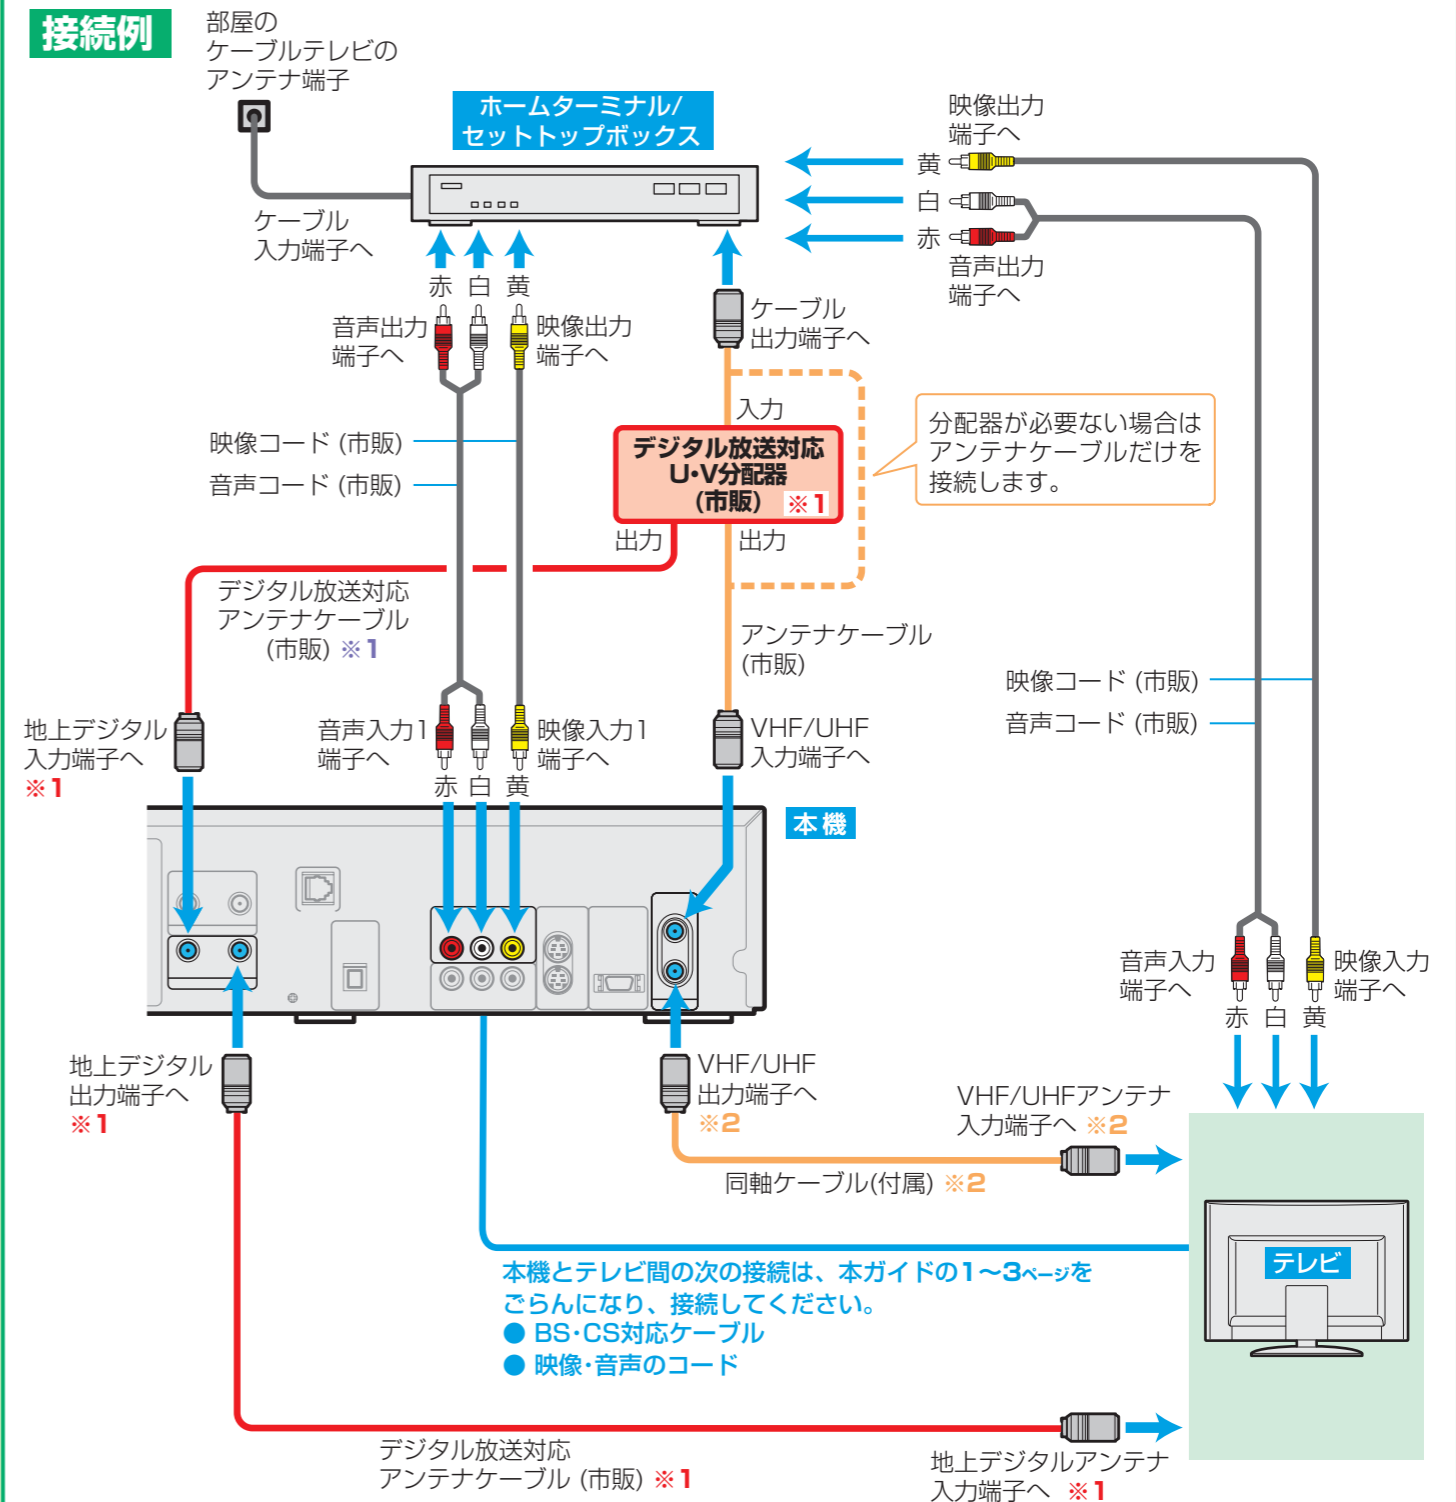 接続例
部屋の
ケーブルテレビの
アンテナ端子
ホームターミナル/
セットトップボックス
映像出力
端子へ
黄
白
赤
音声出力
端子へ
ケーブル
入力端子へ
赤 白 黄
音声出力
端子へ
映像出力
端子へ
ケーブル
出力端子へ
入力
デジタル放送対応
U・V分配器
(市販) ※1
出力
出力
分配器が必要ない場合は
アンテナケーブルだけを
接続します。
映像コード (市販)
音声コード (市販)
デジタル放送対応
アンテナケーブル
(市販) ※1
アンテナケーブル
(市販)
映像コード (市販)
音声コード (市販)
地上デジタル
入力端子へ
※1
音声入力1
端子へ
映像入力1
端子へ
赤 白 黄
VHF/UHF
入力端子へ
本機
音声入力
端子へ
映像入力
端子へ
赤 白 黄
地上デジタル
出力端子へ
※1
VHF/UHF
出力端子へ
※2
VHF/UHFアンテナ
入力端子へ ※2
同軸ケーブル(付属) ※2
本機とテレビ間の次の接続は、本ガイドの1〜3ページを
ごらんになり、接続してください。
● BS・CS対応ケーブル
● 映像・音声のコード
テレビ
デジタル放送対応
アンテナケーブル (市販) ※1
地上デジタルアンテナ
入力端子へ ※1